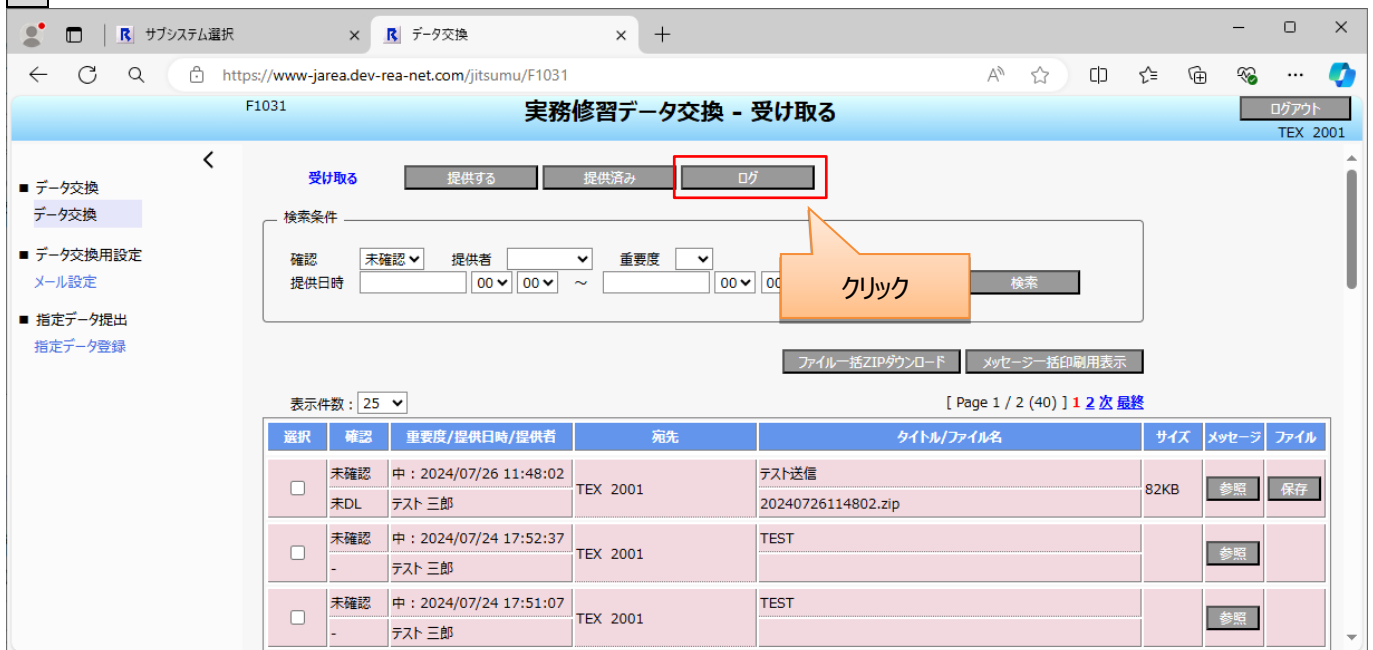 サブシステム選択
データ交換
https://www-jarea.dev-rea-net.com/jitsumu/F1031
F1031
実務修習データ交換 - 受け取る
ログアウト
TEX 2001
■ データ交換
データ交換
■ データ交換用設定
メール設定
■ 指定データ提出
指定データ登録
受け取る 提供する 提供済み ログ
検索条件
確認 未確認 提供者 重要度
提供日時 00 00 ～ 00 00 検索
クリック
ファイル一括ZIPダウンロード メッセージ一括印刷用表示
表示件数：25 [ Page 1 / 2 (40) ] 1 2 次 最終
選択 確認 重要度/提供日時/提供者 宛先 タイトル/ファイル名 サイズ メッセージ ファイル
未確認 中：2024/07/26 11:48:02 TEX 2001 テスト送信 82KB 参照 保存
未DL テスト 三郎 20240726114802.zip
未確認 中：2024/07/24 17:52:37 TEX 2001 TEST 参照
- テスト 三郎
未確認 中：2024/07/24 17:51:07 TEX 2001 TEST 参照
- テスト 三郎